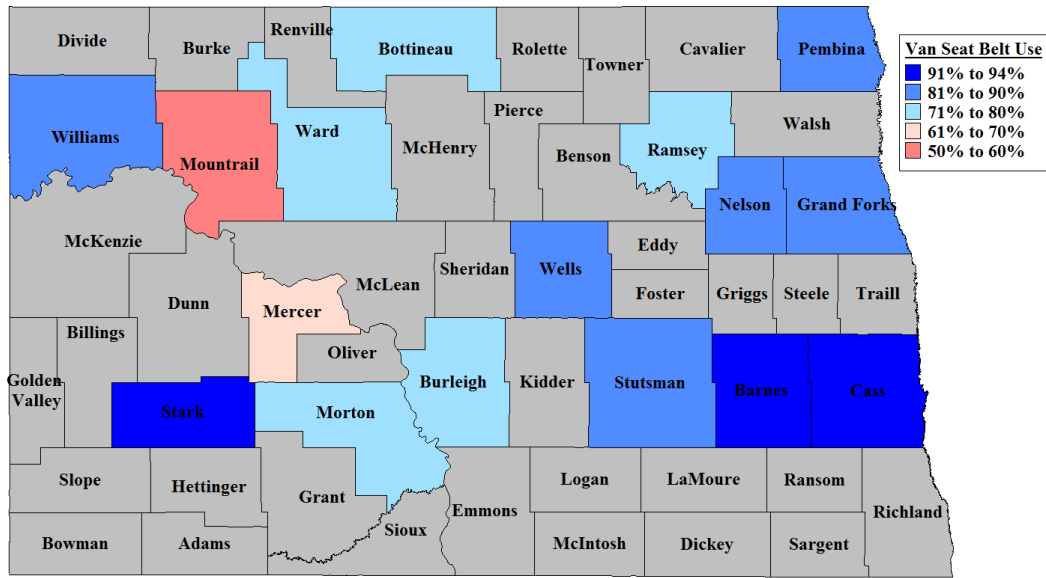 Divide
Burke
Renville
Bottineau
Rolette
Towner
Cavalier
Pembina
Van Seat Belt Use
91% to 94%
81% to 90%
71% to 80%
61% to 70%
50% to 60%
Williams
Mountrail
Ward
McHenry
Pierce
Benson
Ramsey
Walsh
Nelson
Grand Forks
McKenzie
Dunn
Mercer
McLean
Sheridan
Wells
Eddy
Foster
Griggs
Steele
Traill
Billings
Golden
Valley
Oliver
Stark
Morton
Burleigh
Kidder
Stutsman
Barnes
Cass
Slope
Hettinger
Grant
Sioux
Emmons
Logan
LaMoure
Ransom
Richland
Bowman
Adams
McIntosh
Dickey
Sargent